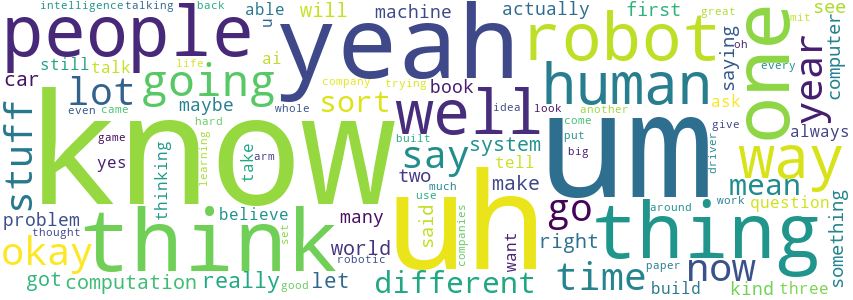 intelligence talking back
people
yeah
u
able
will
machine
actually
first
great
mit
see
still
talk
life
ai
robot
oh
one
saying
year
computer
every
car
lot
going
company
trying
book
human
ask
even
came
maybe
sort
whole
well
idea
look
another
stuff
know
um
way
always
give
come
put
game
hard
built
big
yes
thinking
learning
take
arm
say
system
tell
driver
two
make
mean
much
use
problem
thought
think
believe
many
uh
said
companies
want
go
thing
around
work
question
something
okay
set
world
robotic
right
time
paper
now
got
computation
really
good
let
different
build
kind
three